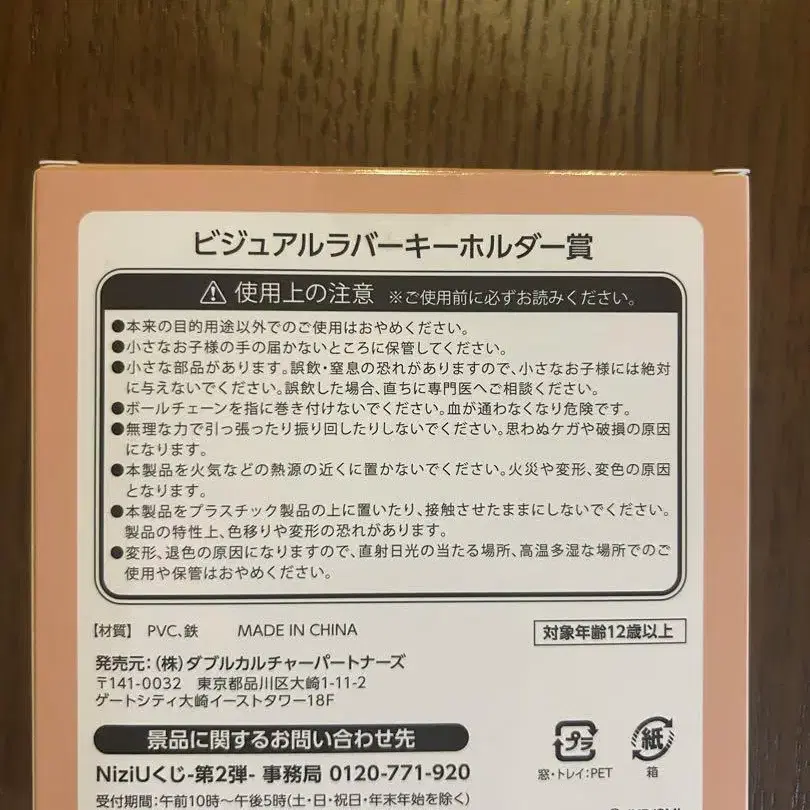 ビジュアルラバーキーホルダー賞
使用上の注意 ※ご使用前に必ずお読みください。
●本来の目的用途以外でのご使用はおやめください。
●小さなお子様の手の届かないところに保管してください。
●小さな部品があります。誤飲・窒息の恐れがありますので、小さなお子様には絶対
に与えないでください。誤飲した場合、直ちに専門医へご相談ください。
●ボールチェーンを指に巻き付けないでください。血が通わなくなり危険です。
●無理な力で引っ張ったり振り回したりしないでください。思わぬケガや破損の原因
になります。
●本製品を火気などの熱源の近くに置かないでください。火災や変形、変色の原因
となります。
●本製品をプラスチック製品の上に置いたり、接触させたままにしないでください。
製品の特性上、色移りや変形の恐れがあります。
●変形、退色の原因になりますので、直射日光の当たる場所、高温多湿な場所でのご
使用や保管はおやめください。
【材質】 PVC、鉄 MADE IN CHINA
対象年齢12歳以上
発売元:(株)ダブルカルチャーパートナーズ
〒141-0032 東京都品川区大崎1-11-2
ゲートシティ大崎イーストタワー18F
景品に関するお問い合わせ先
NiziUくじ-第2弾- 事務局 0120-771-920
受付期間:午前10時〜午後5時(土・日・祝日・年末年始を除く)
プラ
窓・トレイ:PET
紙
箱